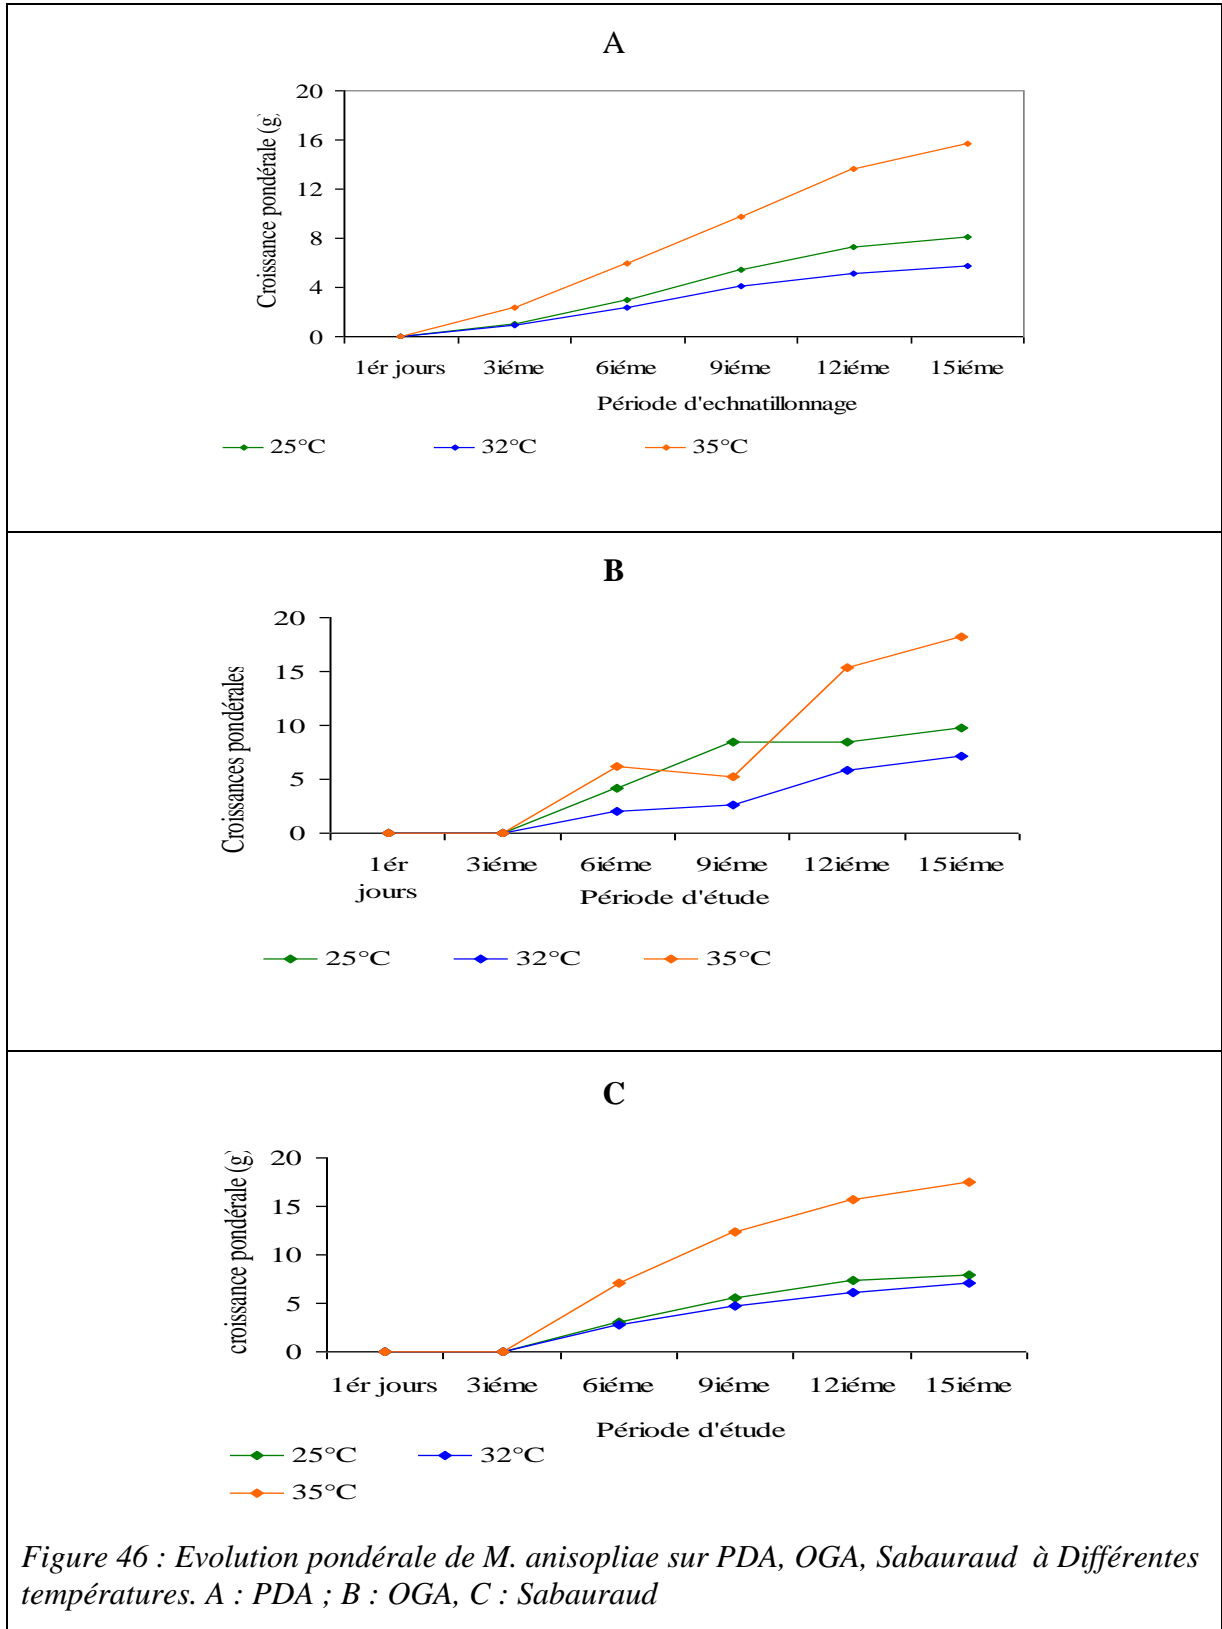 A
Croissance pondérale (g)
20
16
12
8
4
0
1ér jours 3iéme 6iéme 9iéme 12iéme 15iéme
Période d'echnatillonnage
25°C 32°C 35°C
B
Croissances pondérales
20
15
10
5
0
1ér jours 3iéme 6iéme 9iéme 12iéme 15iéme
Période d'étude
25°C 32°C 35°C
C
croissance pondérale (g)
20
15
10
5
0
1ér jours 3iéme 6iéme 9iéme 12iéme 15iéme
Période d'étude
25°C 32°C
35°C
Figure 46 : Evolution pondérale de M. anisopliae sur PDA, OGA, Sabauraud à Différentes
températures. A : PDA ; B : OGA, C : Sabauraud